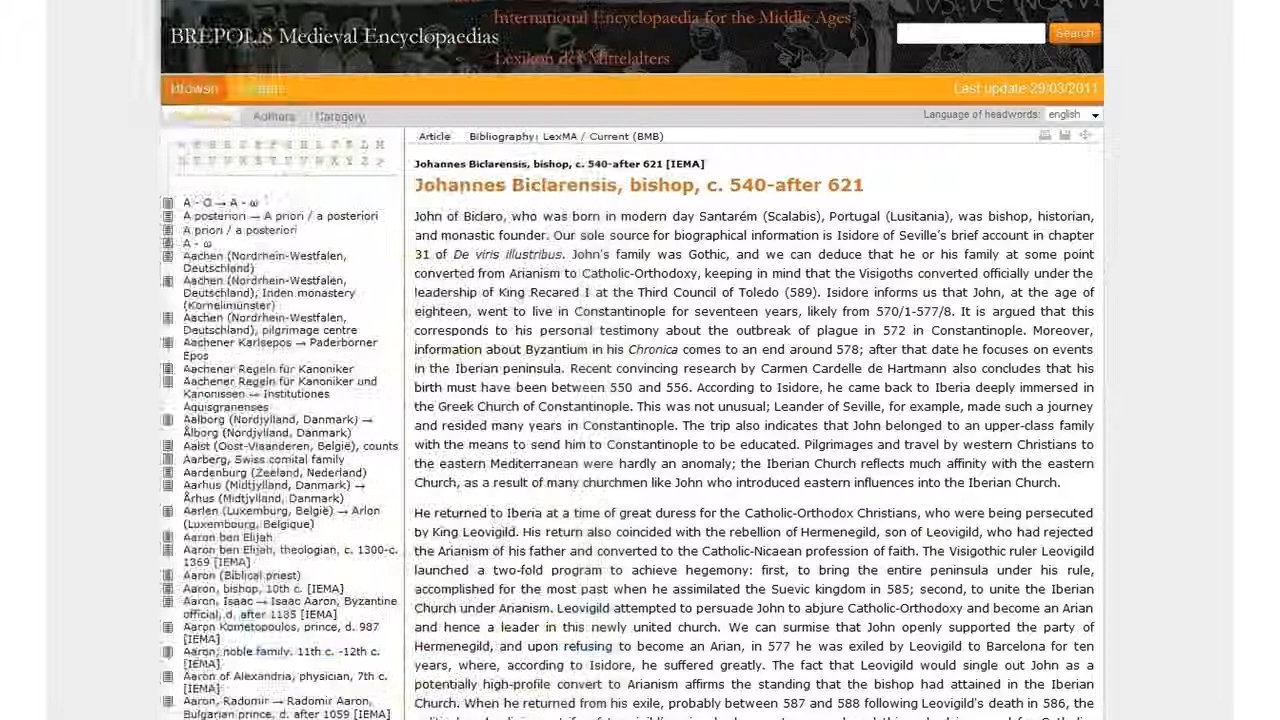 International Encyclopaedia for the Middle Ages
BREPOLS Medieval Encyclopaedias
Lexikon des Mittelalters
Search
Browse
Last update 29/03/2011
Authors
Category
Language of headwords: english
Article Bibliography: LexMA / Current (BMB)
Johannes Biclarensis, bishop, c. 540-after 621 [IEMA]
Johannes Biclarensis, bishop, c. 540-after 621
A - Ω → A - ω
A posteriori → A priori / a posteriori
A priori / a posteriori
A - ω
Aachen (Nordrhein-Westfalen,
Deutschland)
Aachen (Nordrhein-Westfalen,
Deutschland), Inden monastery
(Kornelimünster)
Aachen (Nordrhein-Westfalen,
Deutschland), pilgrimage centre
Aachener Karlsepos → Paderborner
Epos
Aachener Regeln für Kanoniker
Aachener Regeln für Kanoniker und
Kanonissen → Institutiones
Aquisgranenses
Aalborg (Nordjylland, Danmark) →
Ålborg (Nordjylland, Danmark)
Aalst (Oost-Vlaanderen, België), counts
Aarberg, Swiss comital family
Aardenburg (Zeeland, Nederland)
Aarhus (Midtjylland, Danmark) →
Århus (Midtjylland, Danmark)
Aarlen (Luxemburg, België) → Arlon
(Luxembourg, Belgique)
Aaron ben Elijah
Aaron ben Elijah, theologian, c. 1300-c.
1369 [IEMA]
Aaron (Biblical priest)
Aaron, bishop, 10th c. [IEMA]
Aaron, Isaac → Isaac Aaron, Byzantine
official, d. after 1185 [IEMA]
Aaron Kometopoulos, prince, d. 987
[IEMA]
Aaron, noble family. 11th c. -12th c.
[IEMA]
Aaron of Alexandria, physician, 7th c.
[IEMA]
Aaron, Radomir → Radomir Aaron,
Bulgarian prince, d. after 1059 [IEMA]
John of Biclaro, who was born in modern day Santarém (Scalabis), Portugal (Lusitania), was bishop, historian,
and monastic founder. Our sole source for biographical information is Isidore of Seville's brief account in chapter
31 of De viris illustribus. John's family was Gothic, and we can deduce that he or his family at some point
converted from Arianism to Catholic-Orthodoxy, keeping in mind that the Visigoths converted officially under the
leadership of King Recared I at the Third Council of Toledo (589). Isidore informs us that John, at the age of
eighteen, went to live in Constantinople for seventeen years, likely from 570/1-577/8. It is argued that this
corresponds to his personal testimony about the outbreak of plague in 572 in Constantinople. Moreover,
information about Byzantium in his Chronica comes to an end around 578; after that date he focuses on events
in the Iberian peninsula. Recent convincing research by Carmen Cardelle de Hartmann also concludes that his
birth must have been between 550 and 556. According to Isidore, he came back to Iberia deeply immersed in
the Greek Church of Constantinople. This was not unusual; Leander of Seville, for example, made such a journey
and resided many years in Constantinople. The trip also indicates that John belonged to an upper-class family
with the means to send him to Constantinople to be educated. Pilgrimages and travel by western Christians to
the eastern Mediterranean were hardly an anomaly; the Iberian Church reflects much affinity with the eastern
Church, as a result of many churchmen like John who introduced eastern influences into the Iberian Church.
He returned to Iberia at a time of great duress for the Catholic-Orthodox Christians, who were being persecuted
by King Leovigild. His return also coincided with the rebellion of Hermenegild, son of Leovigild, who had rejected
the Arianism of his father and converted to the Catholic-Nicaean profession of faith. The Visigothic ruler Leovigild
launched a two-fold program to achieve hegemony: first, to bring the entire peninsula under his rule,
accomplished for the most past when he assimilated the Suevic kingdom in 585; second, to unite the Iberian
Church under Arianism. Leovigild attempted to persuade John to abjure Catholic-Orthodoxy and become an Arian
and hence a leader in this newly united church. We can surmise that John openly supported the party of
Hermenegild, and upon refusing to become an Arian, in 577 he was exiled by Leovigild to Barcelona for ten
years, where, according to Isidore, he suffered greatly. The fact that Leovigild would single out John as a
potentially high-profile convert to Arianism affirms the standing that the bishop had attained in the Iberian
Church. When he returned from his exile, probably between 587 and 588 following Leovigild's death in 586, the